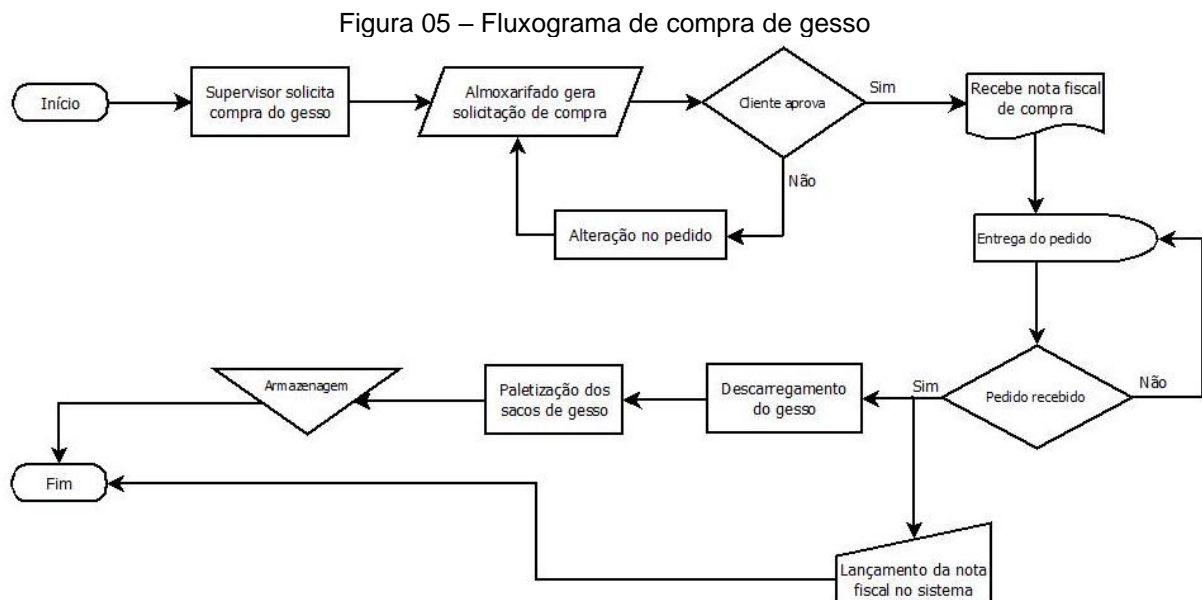 Figura 05 – Fluxograma de compra de gesso
Início
Supervisor solicita
compra do gesso
Almoxarifado gera
solicitação de compra
Cliente aprova
Sim
Recebe nota fiscal
de compra
Não
Alteração no pedido
Entrega do pedido
Pedido recebido
Não
Sim
Descarregamento
do gesso
Paletização dos
sacos de gesso
Armazenagem
Fim
Lançamento da nota
fiscal no sistema